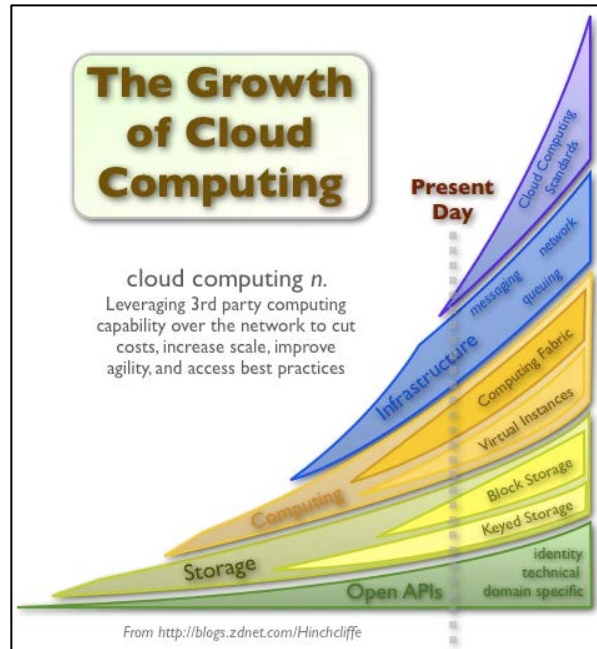 The Growth
of Cloud
Computing
Present
Day
cloud computing n.
Leveraging 3rd party computing
capability over the network to cut
costs, increase scale, improve
agility, and access best practices
Cloud Computing
Standards
network
messaging
queuing
Infrastructure
Computing Fabric
Virtual Instances
Computing
Block Storage
Keyed Storage
Storage
Open APIs
identity
technical
domain specific
From http://blogs.zdnet.com/Hinchcliffe